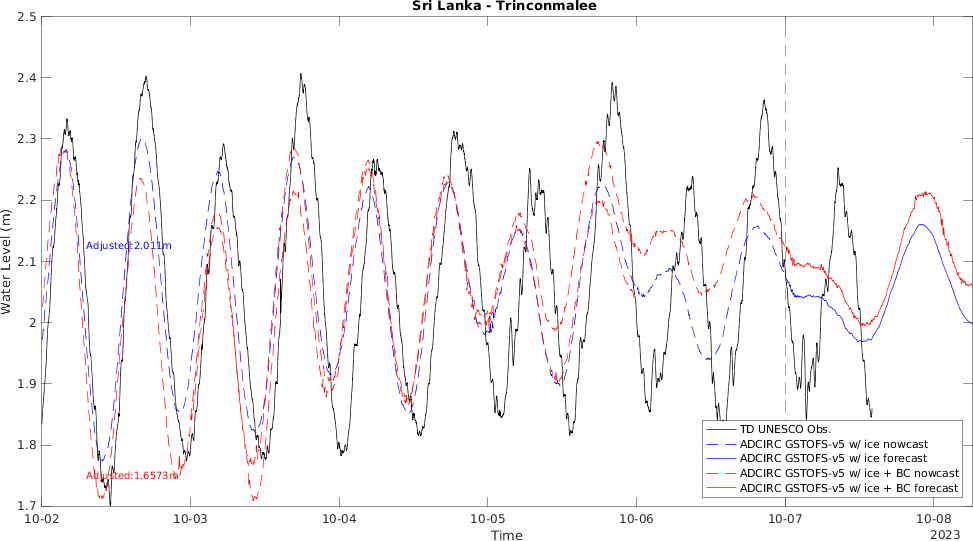 Sri Lanka - Trinconmalee
2.5
2.4
2.3
2.2
2.1
2
1.9
1.8
1.7
Water Level (m)
Adjusted:2.011m
Adjusted:1.6573m
TD UNESCO Obs.
ADCIRC GSTOFS-v5 w/ ice nowcast
ADCIRC GSTOFS-v5 w/ ice forecast
ADCIRC GSTOFS-v5 w/ ice + BC nowcast
ADCIRC GSTOFS-v5 w/ ice + BC forecast
10-02 10-03 10-04 10-05 10-06 10-07 10-08
Time
2023